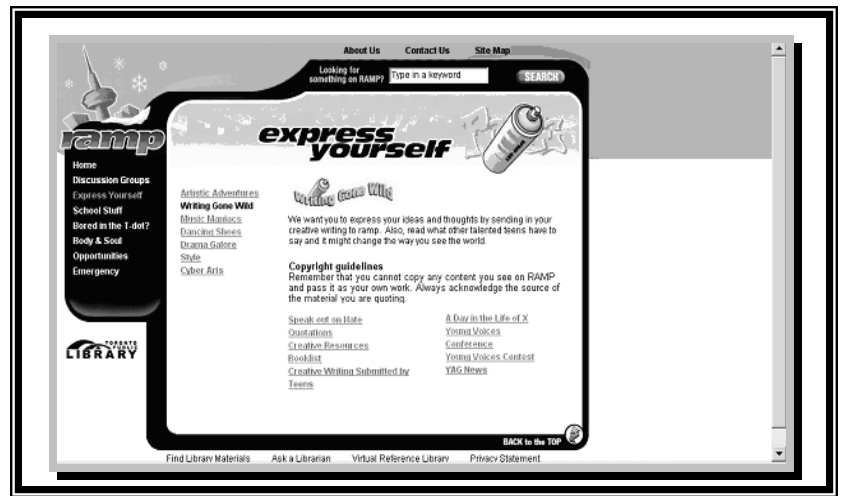 About Us Contact Us Site Map
Looking for
something on RAMP? Type in a keyword SEARCH
ramp
express
yourself
Home
Discussion Groups
Express Yourself
School Stuff
Bored in the T-dot?
Body & Soul
Opportunities
Emergency
TORONTO
PUBLIC
LIBRARY
Artistic Adventures
Writing Gone Wild
Music Maniacs
Dancing Shoes
Drama Galore
Style
Cyber Arts
Writing Gone Wild
We want you to express your ideas and thoughts by sending in your
creative writing to ramp. Also, read what other talented teens have to
say and it might change the way you see the world.
Copyright guidelines
Remember that you cannot copy any content you see on RAMP
and pass it as your own work. Always acknowledge the source of
the material you are quoting.
Speak out on Hate
Quotations
Creative Resources
Booklist
Creative Writing Submitted by
Teens
A Day in the Life of X
Young Voices
Conference
Young Voices Contest
YAG News
BACK to the TOP
Find Library Materials Ask a Librarian Virtual Reference Library Privacy Statement